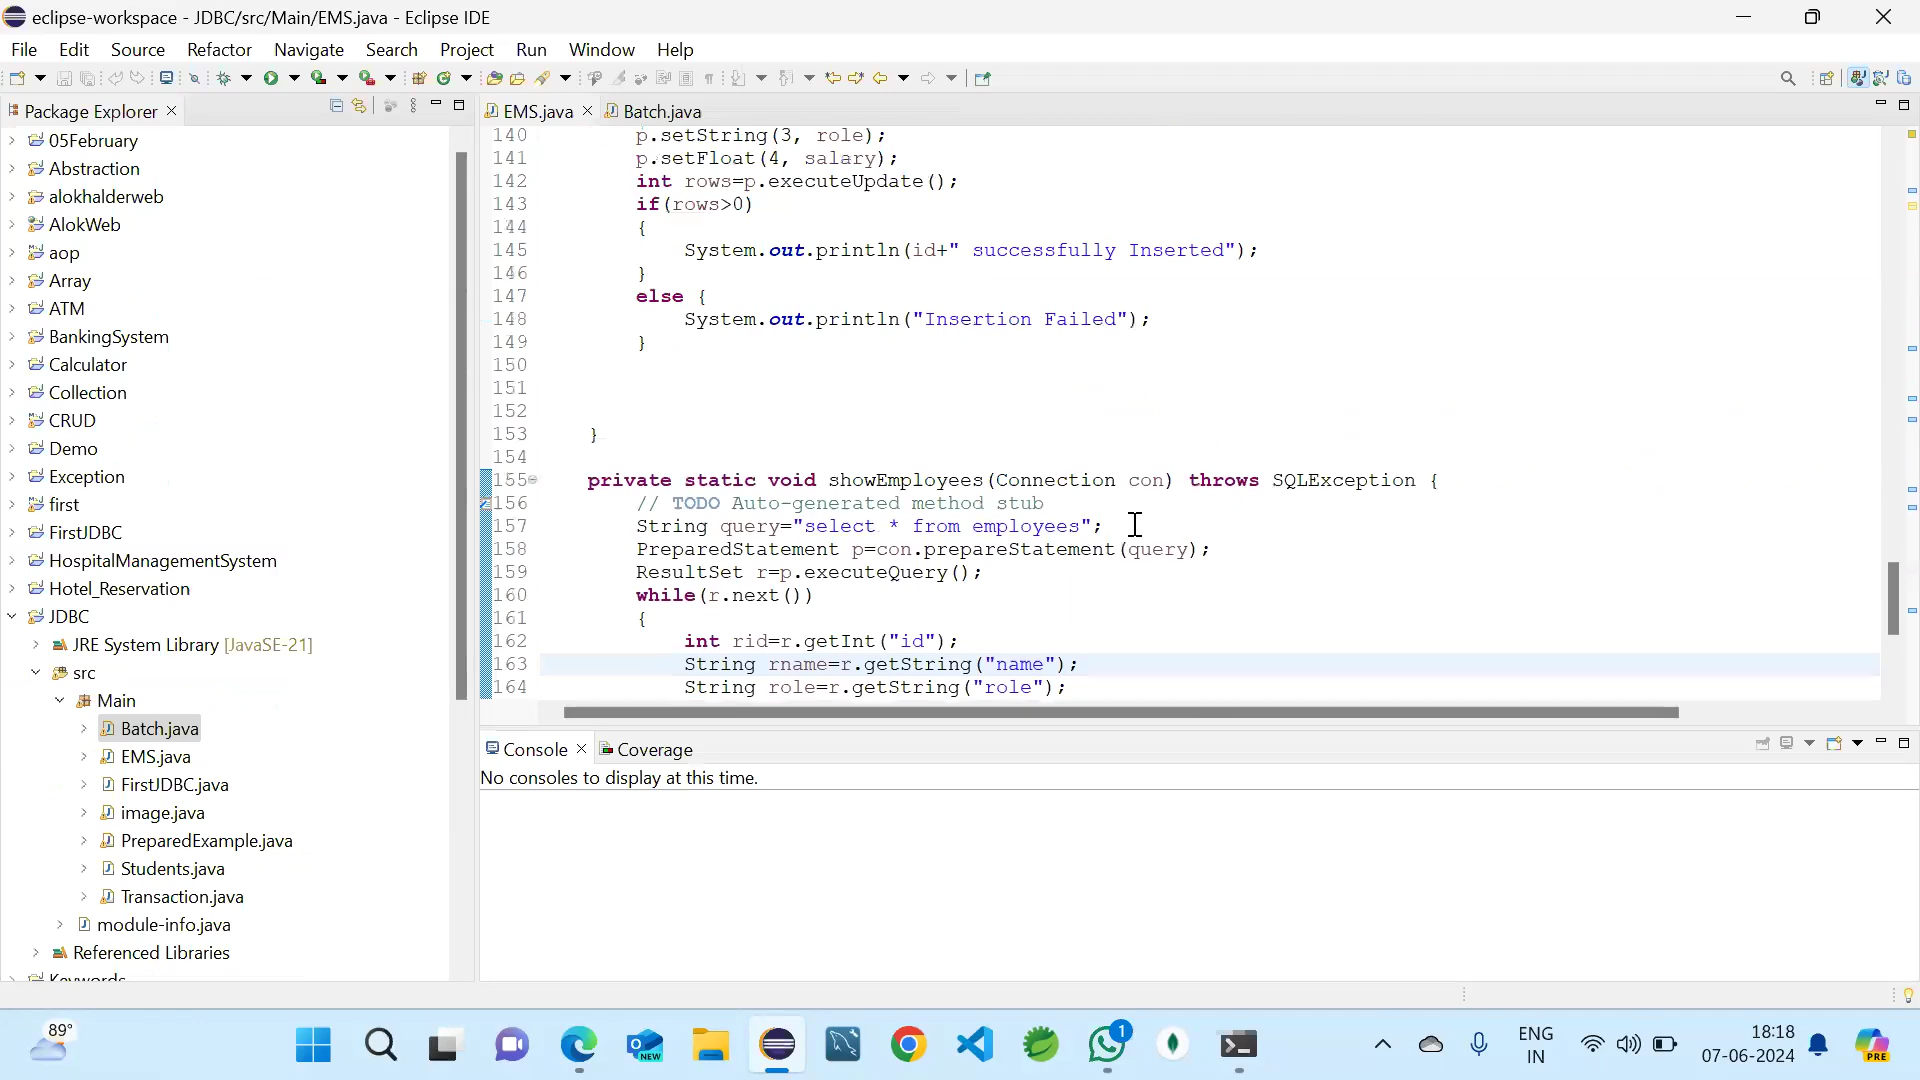 eclipse-workspace - JDBC/src/Main/EMS.java - Eclipse IDE
File Edit Source Refactor Navigate Search Project Run Window Help
Package Explorer
05February
Abstraction
alokhalderweb
AlokWeb
aop
Array
ATM
BankingSystem
Calculator
Collection
CRUD
Demo
Exception
first
FirstJDBC
HospitalManagementSystem
Hotel_Reservation
JDBC
JRE System Library [JavaSE-21]
src
Main
Batch.java
EMS.java
FirstJDBC.java
image.java
PreparedExample.java
Students.java
Transaction.java
module-info.java
Referenced Libraries
Keywords
EMS.java Batch.java
140 p.setString(3, role);
141 p.setFloat(4, salary);
142 int rows=p.executeUpdate();
143 if(rows>0)
144 {
145 System.out.println(id+" successfully Inserted");
146 }
147 else {
148 System.out.println("Insertion Failed");
149 }
150
151
152
153 }
154
155 private static void showEmployees(Connection con) throws SQLException {
156 // TODO Auto-generated method stub
157 String query="select * from employees";
158 PreparedStatement p=con.prepareStatement(query);
159 ResultSet r=p.executeQuery();
160 while(r.next())
161 {
162 int rid=r.getInt("id");
163 String rname=r.getString("name");
164 String role=r.getString("role");
Console Coverage
No consoles to display at this time.
89°
NEW
1
ENG
IN
18:18
07-06-2024
PRE